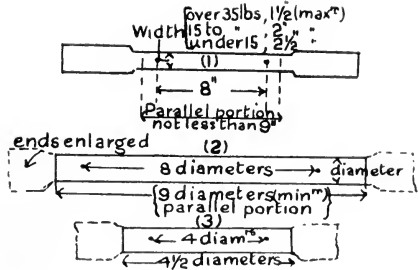 over 35lbs, 1½ (maxm)
Width 15 to " 2" "
under 15, 2½ "
(1)
8"
Parallel portion
not less than 9"
ends enlarged (2)
8 diameters diameter
9 diameters (minm)
parallel portion
(3)
4 diamrs
4½ diameters